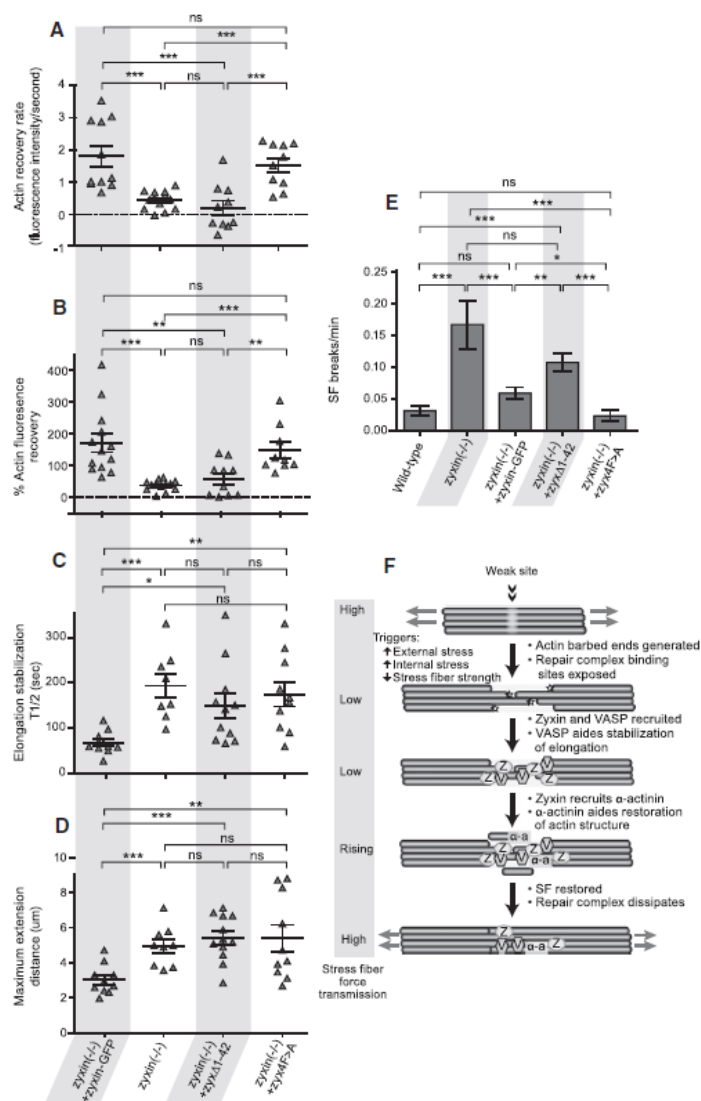 A
ns
***
***
***
ns
***
Actin recovery rate
(fluorescence intensity/second)
4
3
2
1
0
-1
B
ns
***
**
***
ns
**
% Actin fluoresence
recovery
400
300
200
100
0
C
**
***
ns
ns
*
ns
Elongation stabilization
T1/2 (sec)
300
200
100
0
D
**
***
ns
***
ns
ns
Maximum extension
distance (um)
10
8
6
4
2
0
zyxin(-/-)
+zyxin-GFP
zyxin(-/-)
zyxin(-/-)
+zyxΔ1-42
zyxin(-/-)
+zyx4F>A
E
ns
***
***
ns
ns
*
***
***
**
***
SF breaks/min
0.25
0.20
0.15
0.10
0.05
0.00
Wild-type
zyxin(-/-)
zyxin(-/-)
+zyxin-GFP
zyxin(-/-)
+zyxΔ1-42
zyxin(-/-)
+zyx4F>A
F
Weak site
High
Triggers:
↑ External stress
↑ Internal stress
↓ Stress fiber strength
• Actin barbed ends generated
• Repair complex binding
sites exposed
Low
• Zyxin and VASP recruited
• VASP aides stabilization
of elongation
Low
Z Z V
Z V V Z
• Zyxin recruits α-actinin
• α-actinin aides restoration
of actin structure
α-a
Rising
Z Z V
Z V V α-a Z
• SF restored
• Repair complex dissipates
High
Z
V V α-a Z
Stress fiber
force
transmission